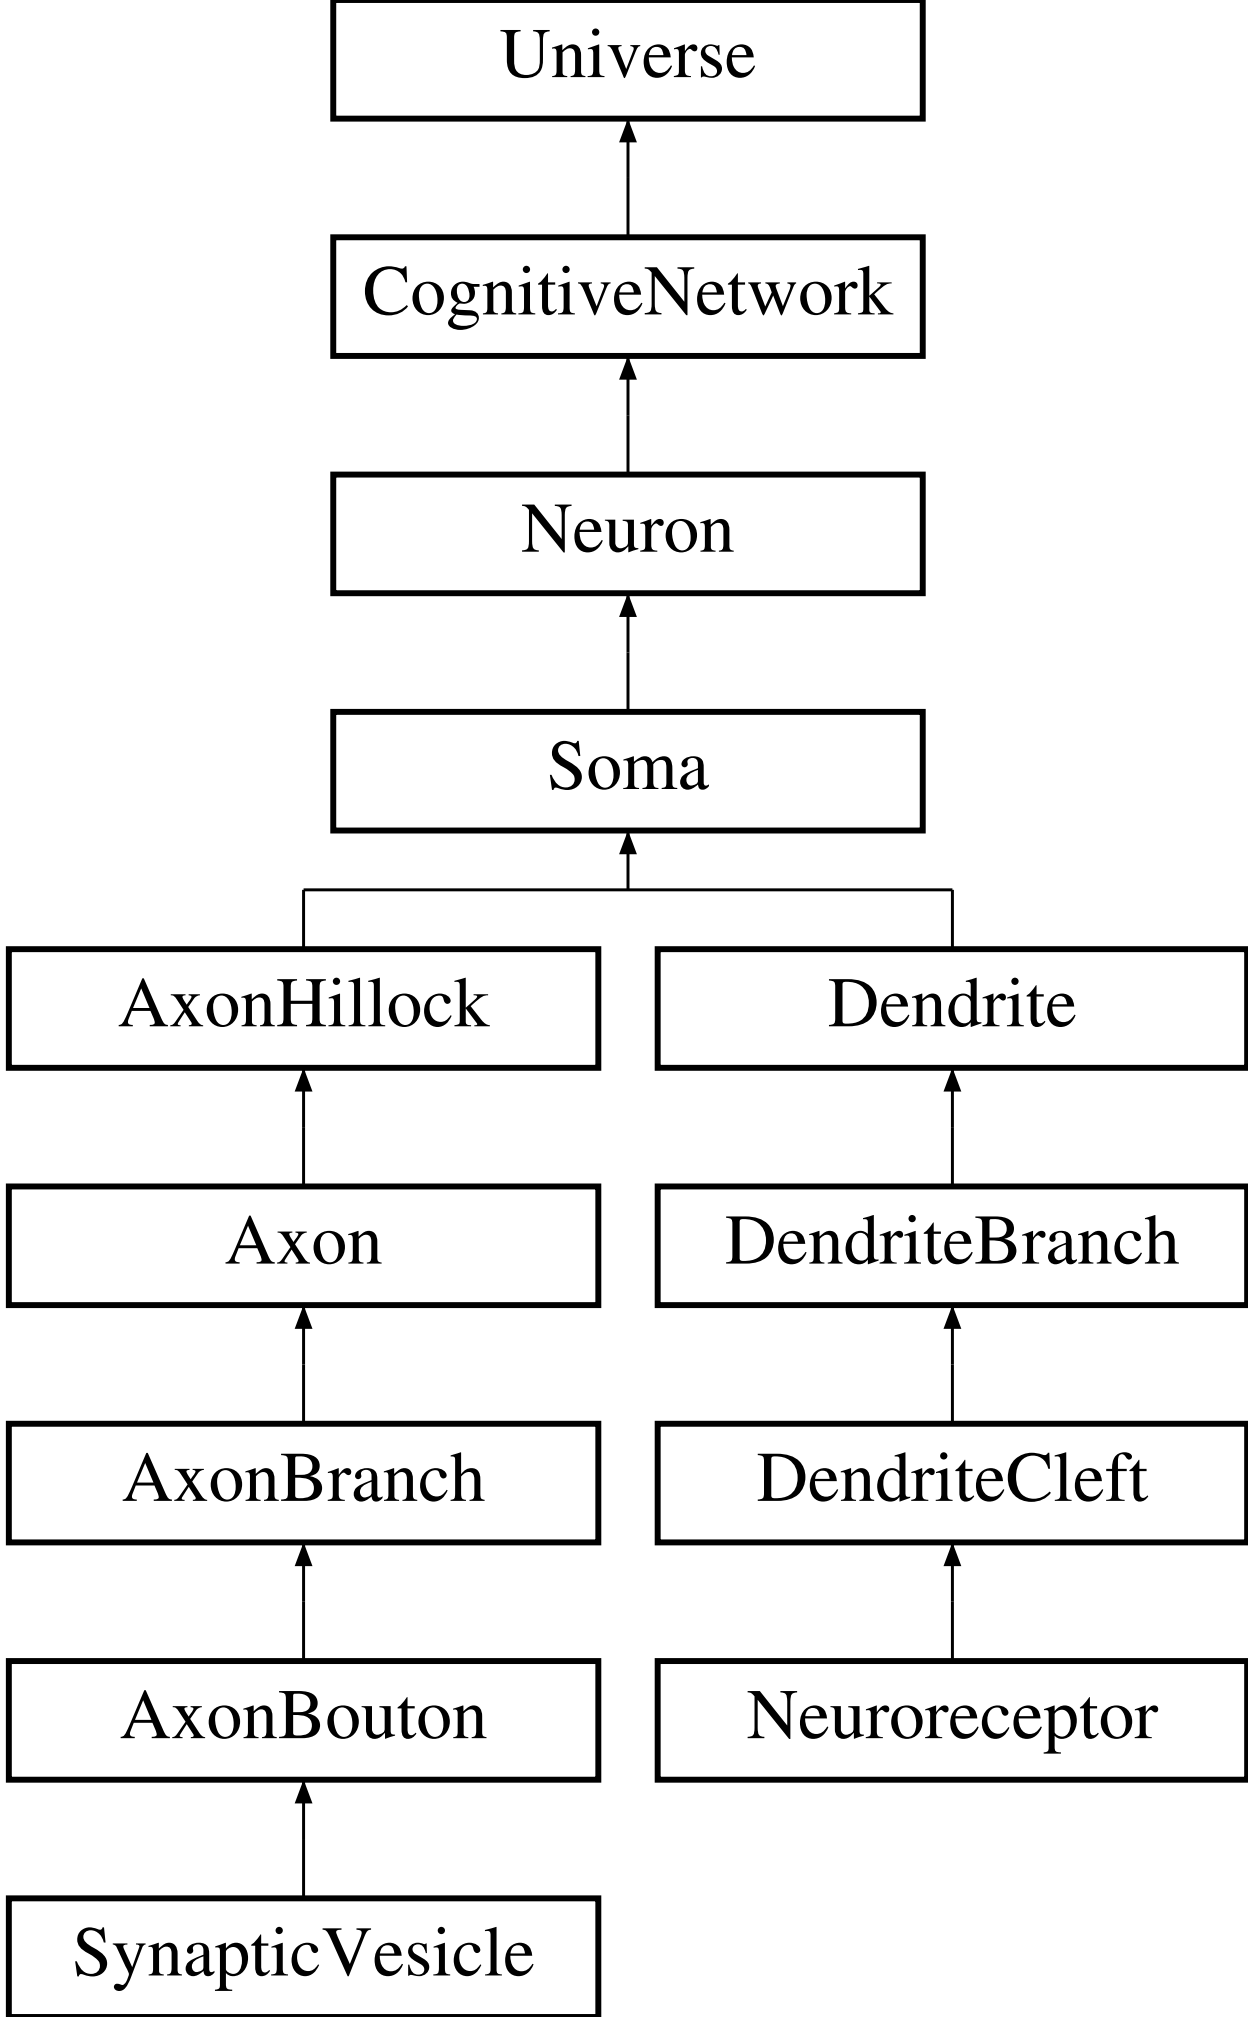 Universe
CognitiveNetwork
Neuron
Soma
AxonHillock
Dendrite
Axon
DendriteBranch
AxonBranch
DendriteCleft
AxonBouton
Neuroreceptor
SynapticVesicle